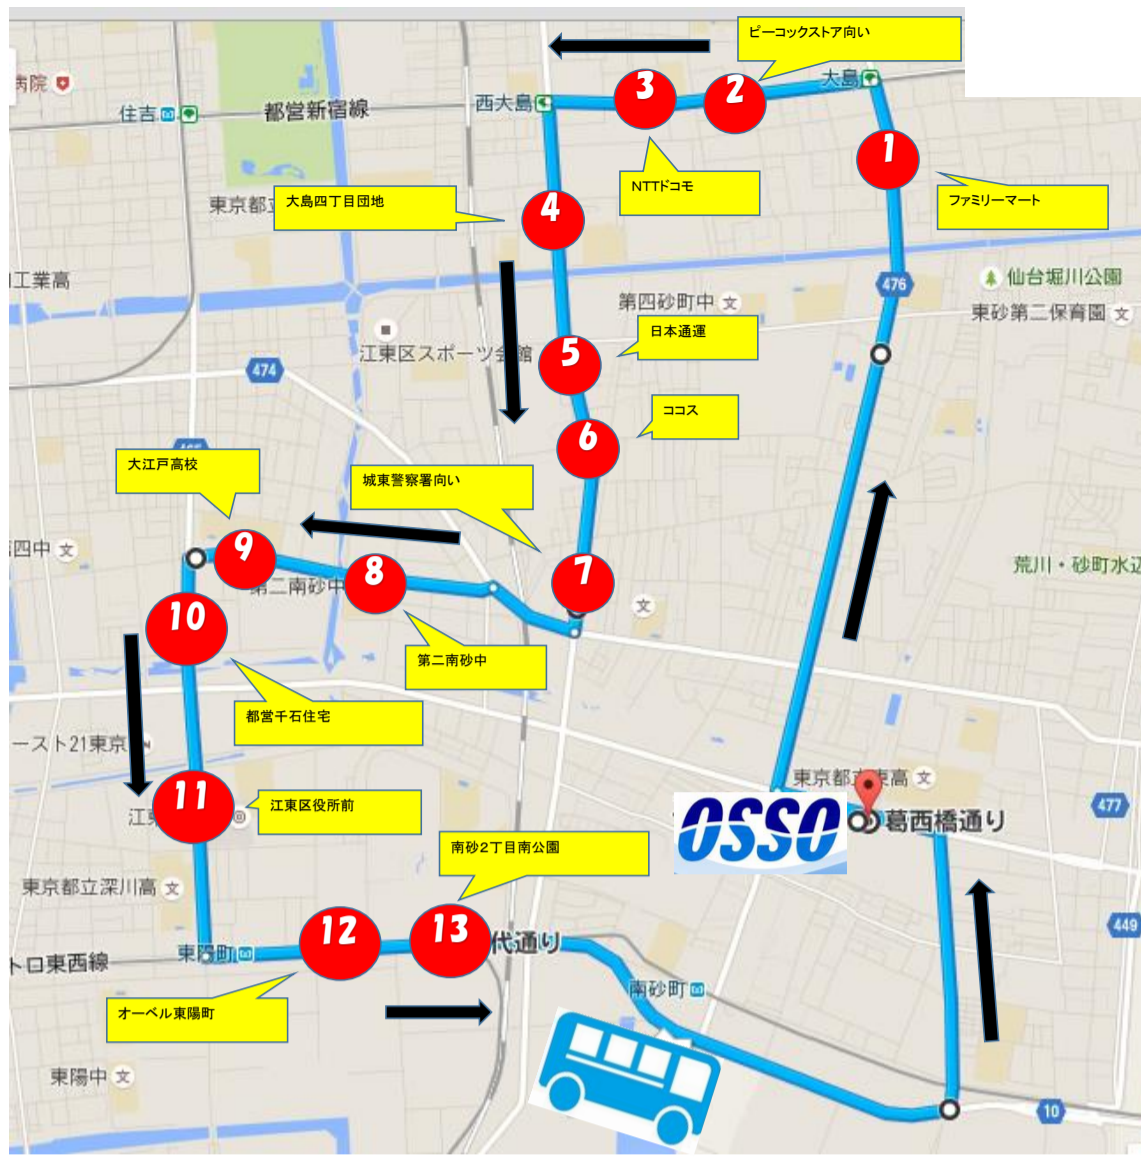 ピーコックストア向い
病院
大島
3
2
西大島
住吉
都営新宿線
1
NTTドコモ
大島四丁目団地
東京都立
4
ファミリーマート
工業高
476
仙台堀川公園
第四砂町中
東砂第二保育園
日本通運
江東区スポーツ会館
5
474
ココス
6
大江戸高校
城東警察署向い
四中
9
8
7
第二南砂中
荒川・砂町水辺
10
第二南砂中
都営千石住宅
ースト21東京
東京都立東高
11
江東区役所前
477
OSSO
葛西橋通り
南砂2丁目南公園
東京都立深川高
449
12
13
代通り
東陽町
トロ東西線
南砂町
オーベル東陽町
東陽中
10